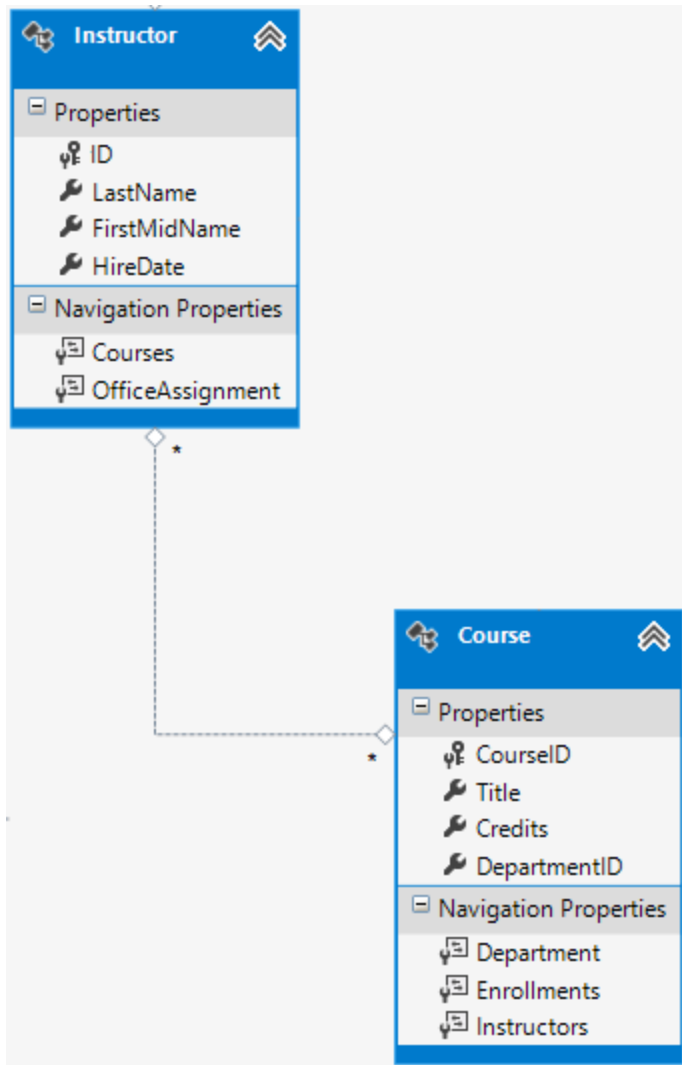 Instructor
Properties
ID
LastName
FirstMidName
HireDate
Navigation Properties
Courses
OfficeAssignment
*
*
Course
Properties
CourseID
Title
Credits
DepartmentID
Navigation Properties
Department
Enrollments
Instructors